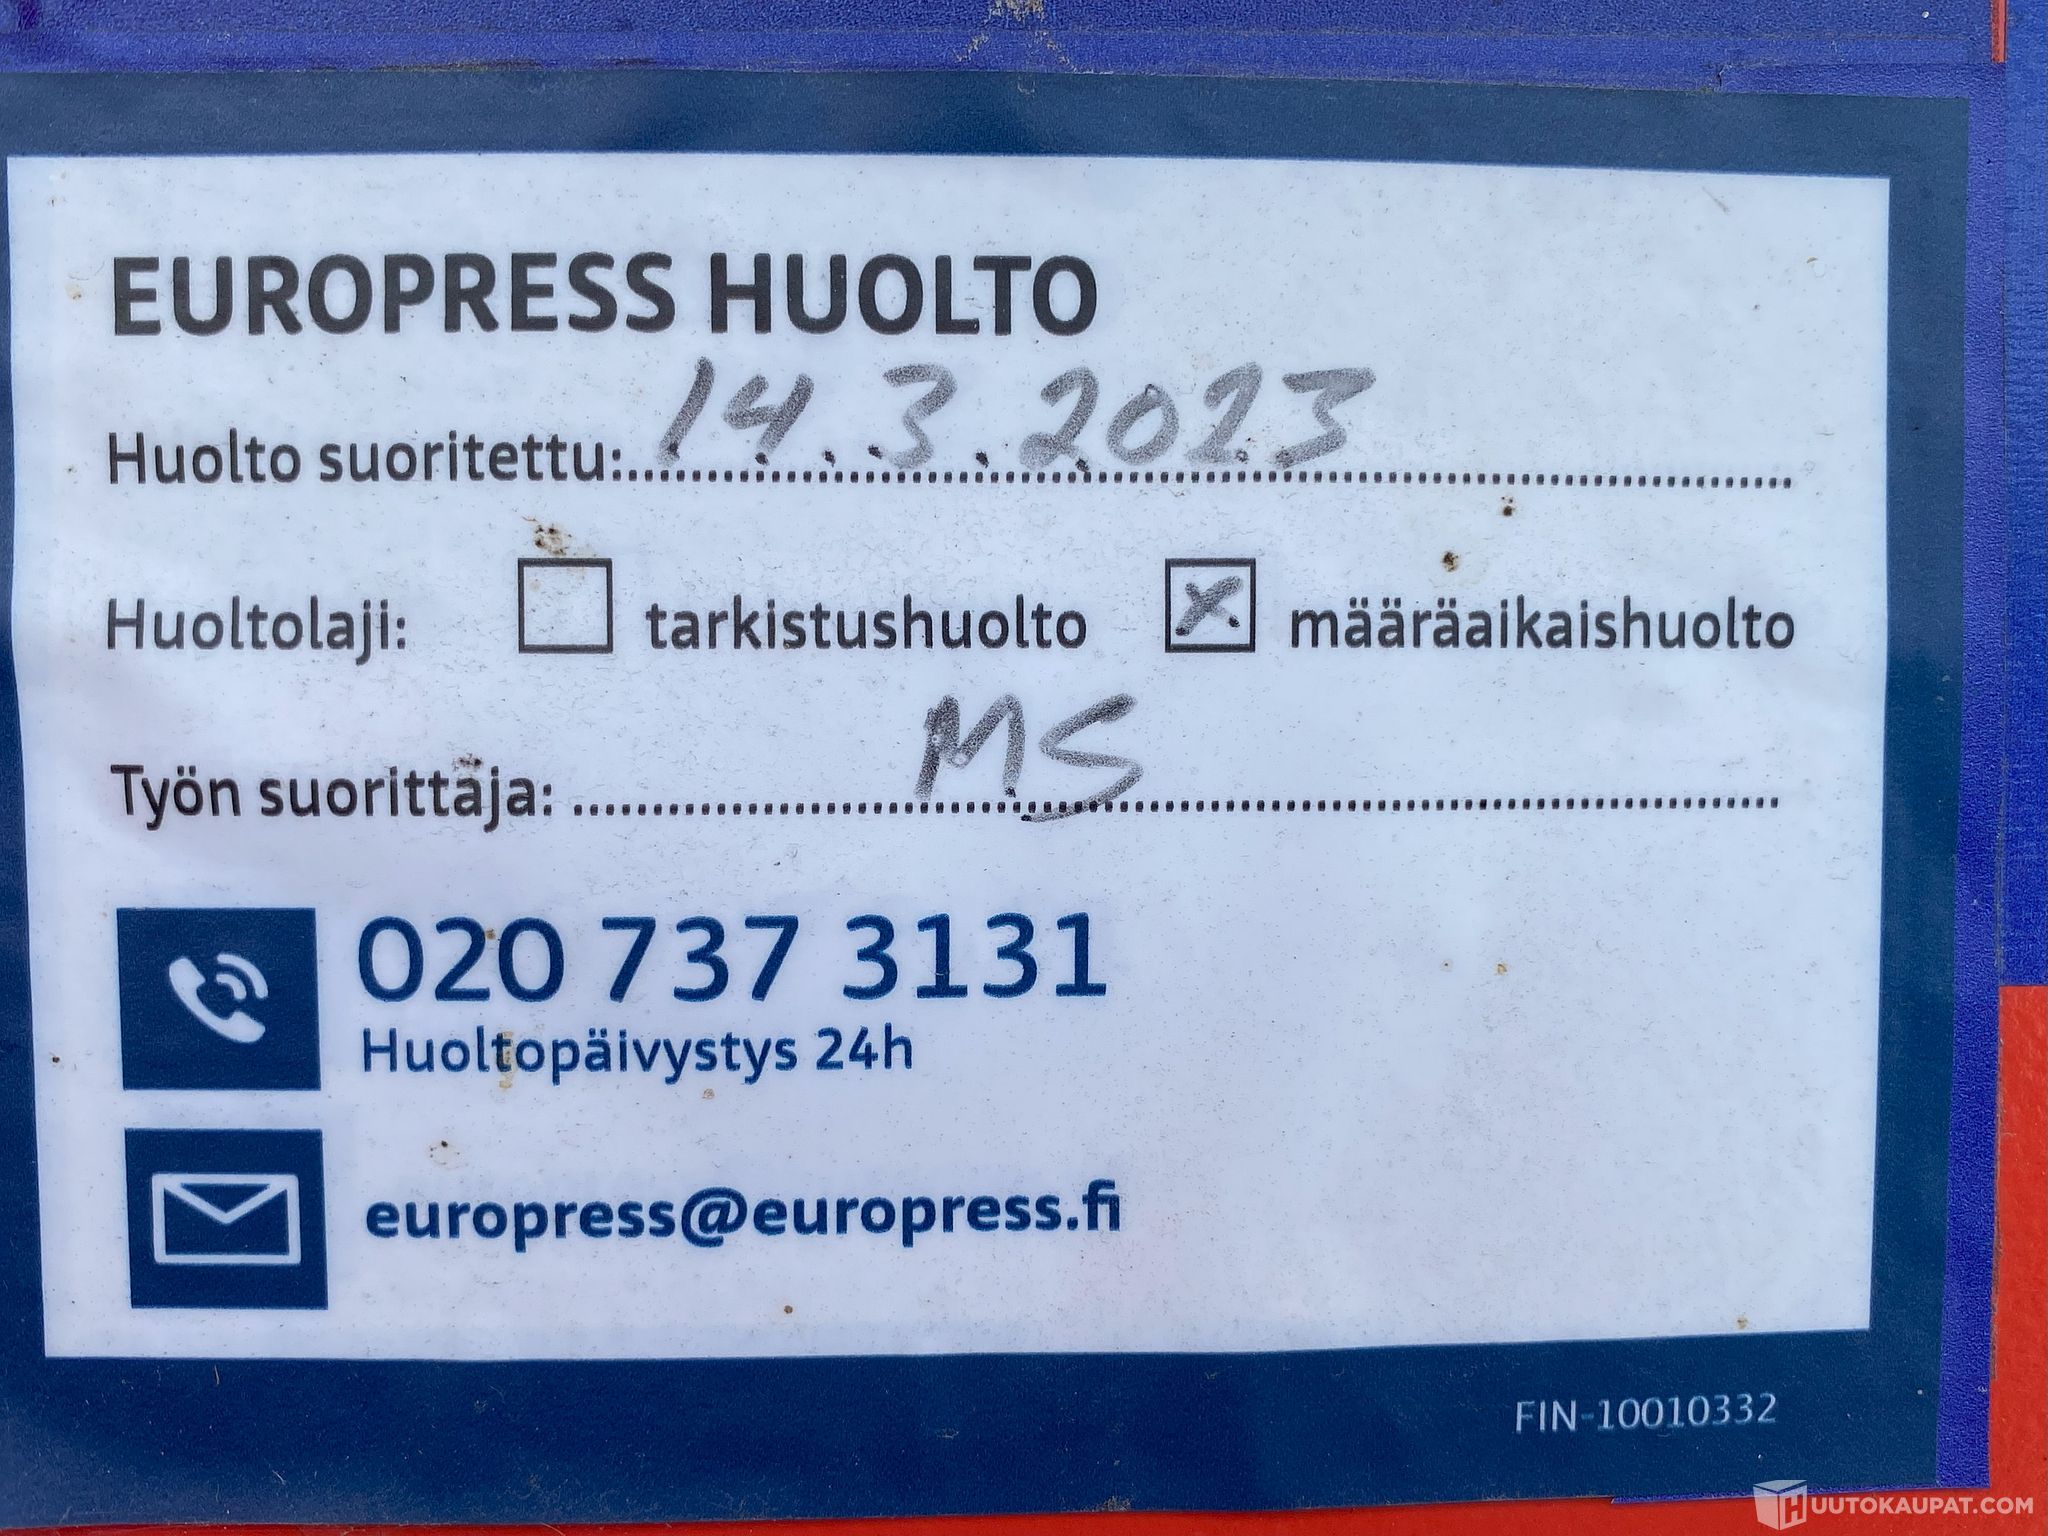 EUROPRESS HUOLTO
Huolto suoritettu: 14.3.2023
Huoltolaji: ☐ tarkistushuolto ☒ määräaikaishuolto
Työn suorittaja: MS
020 737 3131
Huoltopäivystys 24h
europress@europress.fi
FIN-10010332
HUUTOKAUPAT.COM